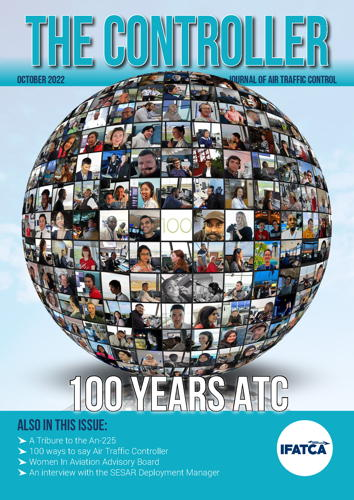 THE CONTROLLER
OCTOBER 2022
JOURNAL OF AIR TRAFFIC CONTROL
100
100 YEARS ATC
ALSO IN THIS ISSUE:
➤ A Tribute to the An-225
➤ 100 ways to say Air Traffic Controller
➤ Women In Aviation Advisory Board
➤ An interview with the SESAR Deployment Manager
IFATCA